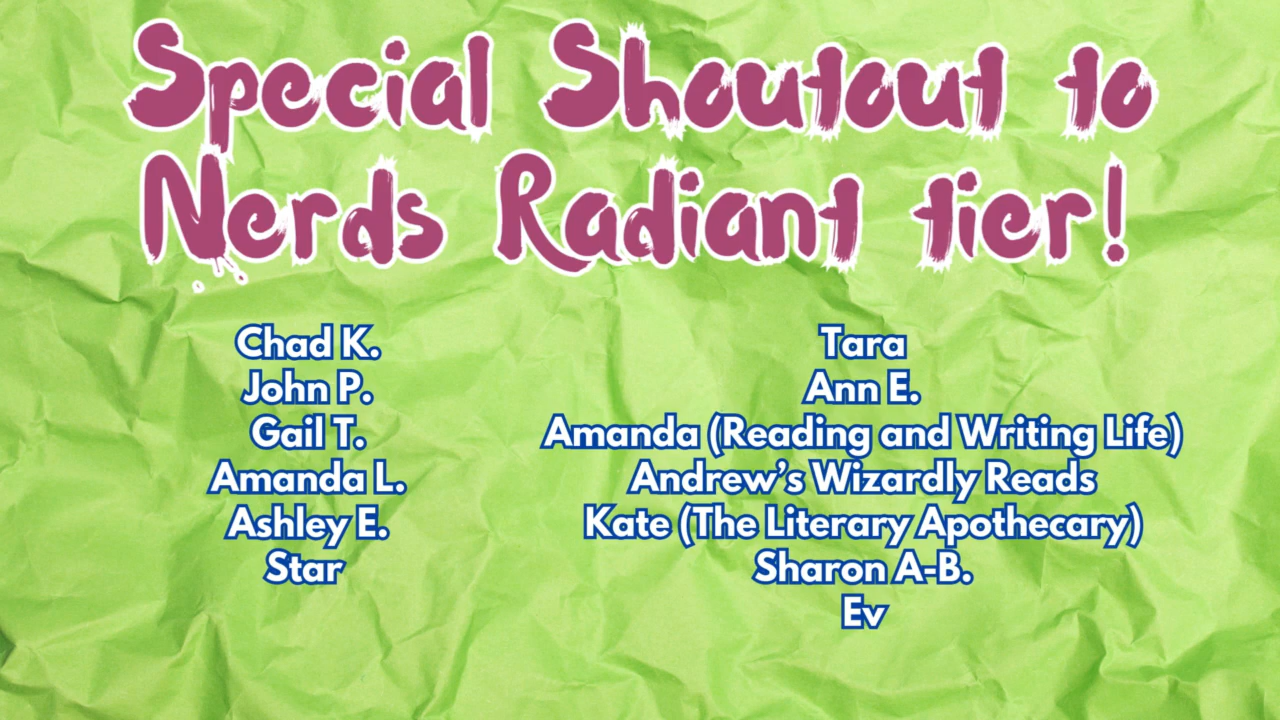 Special Shoutout to
Nerds Radiant tier!
Chad K.
John P.
Gail T.
Amanda L.
Ashley E.
Star
Tara
Ann E.
Amanda (Reading and Writing Life)
Andrew’s Wizardly Reads
Kate (The Literary Apothecary)
Sharon A-B.
Ev